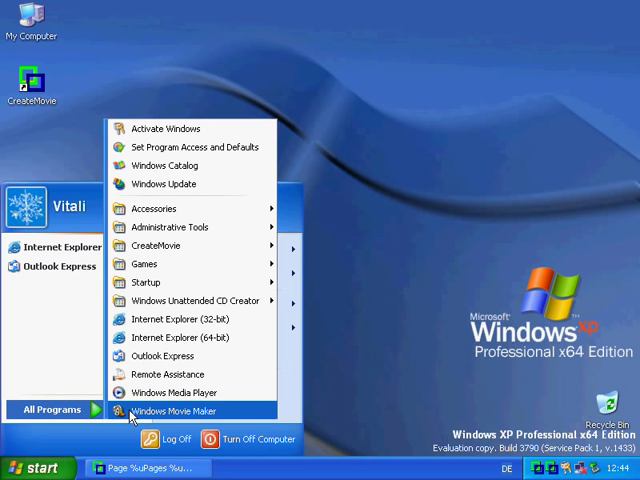 My Computer
CreateMovie
Activate Windows
Set Program Access and Defaults
Windows Catalog
Windows Update
Vitali
Internet Explorer
Outlook Express
Accessories
Administrative Tools
CreateMovie
Games
Startup
Windows Unattended CD Creator
Internet Explorer (32-bit)
Internet Explorer (64-bit)
Outlook Express
Remote Assistance
Windows Media Player
Windows Movie Maker
All Programs
Log Off
Turn Off Computer
Microsoft®
Windows xp
Professional x64 Edition
Recycle Bin
Windows XP Professional x64 Edition
Evaluation copy. Build 3790 (Service Pack 1, v.1433)
start
Page %uPages %u...
DE
12:44